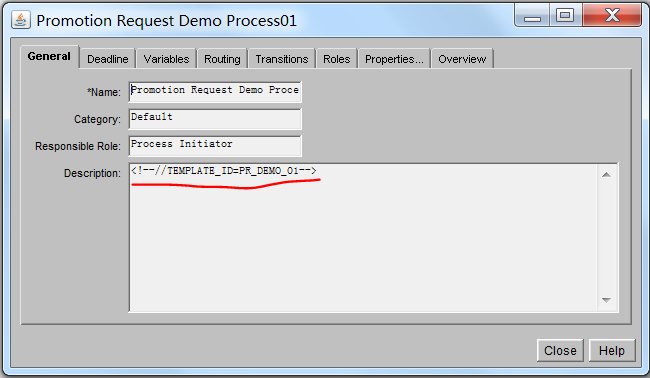 Promotion Request Demo Process01
General Deadline Variables Routing Transitions Roles Properties... Overview
*Name: Promotion Request Demo Proce
Category: Default
Responsible Role: Process Initiator
Description: <!--//TEMPLATE_ID=PR_DEMO_01-->
Close Help